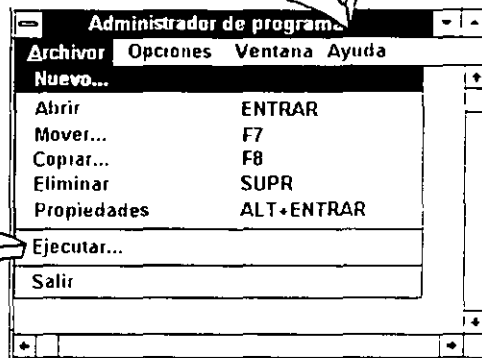 Administrador de programa
Archivor Opciones Ventana Ayuda
Nuevo...
Abrir ENTRAR
Mover... F7
Copiar... F8
Eliminar SUPR
Propiedades ALT+ENTRAR
Ejecutar...
Salir